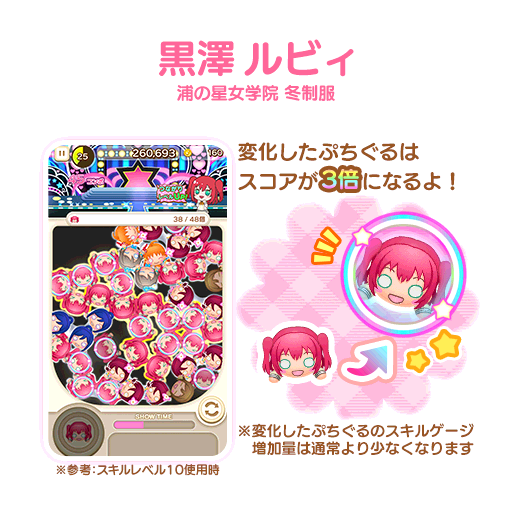 黒澤 ルビィ
浦の星女学院 冬制服
変化したぷちぐるは
スコアが3倍になるよ！
25
260,693
160
38 / 48個
SHOW TIME
※変化したぷちぐるのスキルゲージ
増加量は通常より少なくなります
※参考：スキルレベル10使用時